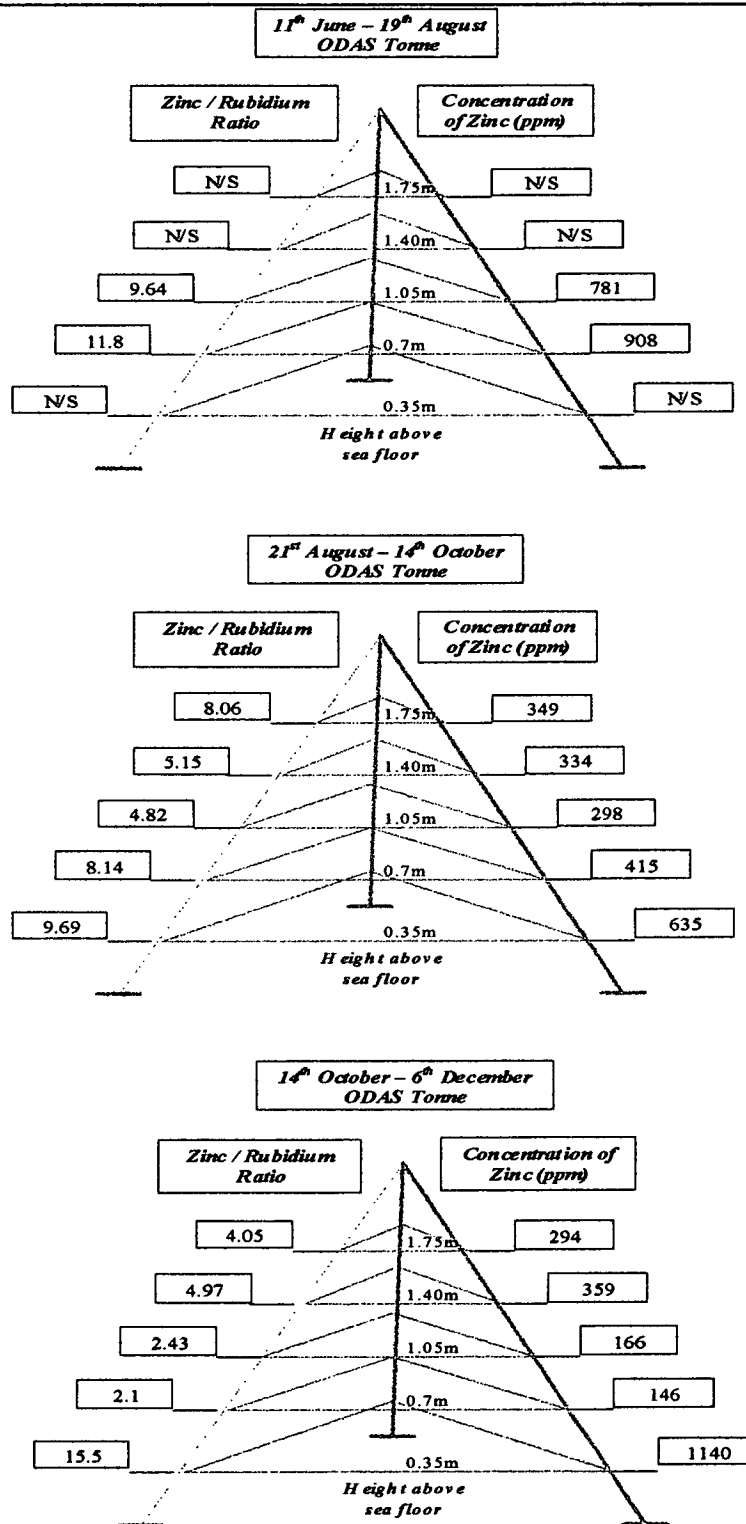 11th June – 19th August
ODAS Tonne
Zinc / Rubidium
Ratio
Concentration
of Zinc (ppm)
N/S 1.75m N/S
N/S 1.40m N/S
9.64 1.05m 781
11.8 0.7m 908
N/S 0.35m N/S
Height above
sea floor
21st August – 14th October
ODAS Tonne
Zinc / Rubidium
Ratio
Concentration
of Zinc (ppm)
8.06 1.75m 349
5.15 1.40m 334
4.82 1.05m 298
8.14 0.7m 415
9.69 0.35m 635
Height above
sea floor
14th October – 6th December
ODAS Tonne
Zinc / Rubidium
Ratio
Concentration of
Zinc (ppm)
4.05 1.75m 294
4.97 1.40m 359
2.43 1.05m 166
2.1 0.7m 146
15.5 0.35m 1140
Height above
sea floor